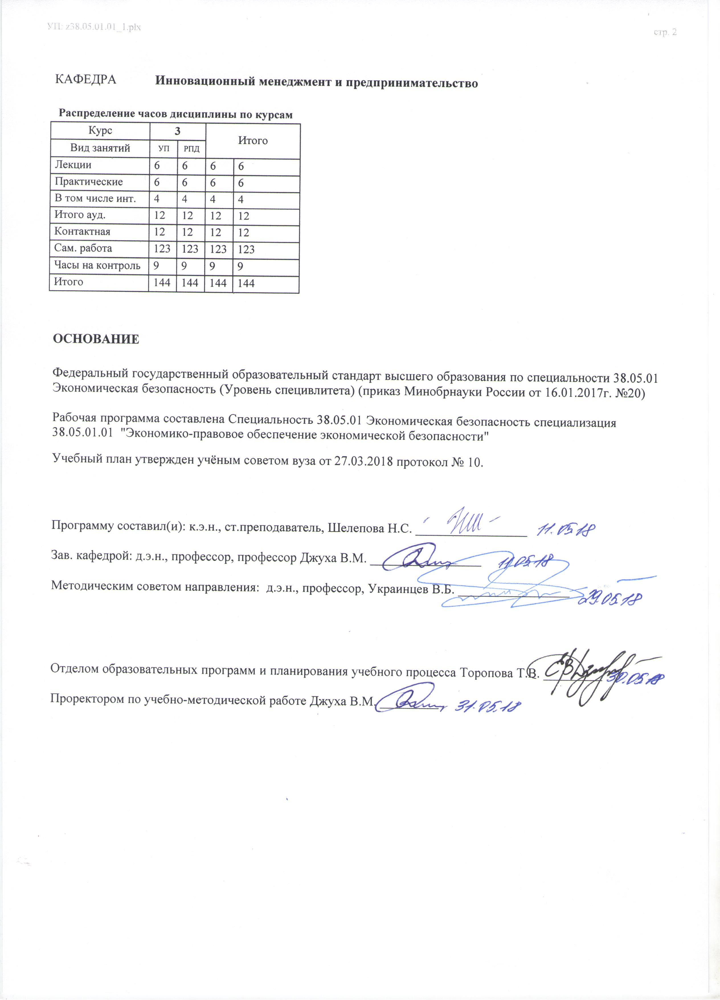 УП: z38.05.01.01_1.plx
стр. 2
КАФЕДРА Инновационный менеджмент и предпринимательство
Распределение часов дисциплины по курсам
Курс 3 Итого
Вид занятий УП РПД
Лекции 6 6 6 6
Практические 6 6 6 6
В том числе инт. 4 4 4 4
Итого ауд. 12 12 12 12
Контактная 12 12 12 12
Сам. работа 123 123 123 123
Часы на контроль 9 9 9 9
Итого 144 144 144 144
ОСНОВАНИЕ
Федеральный государственный образовательный стандарт высшего образования по специальности 38.05.01
Экономическая безопасность (Уровень специвлитета) (приказ Минобрнауки России от 16.01.2017г. №20)
Рабочая программа составлена Специальность 38.05.01 Экономическая безопасность специализация
38.05.01.01 "Экономико-правовое обеспечение экономической безопасности"
Учебный план утвержден учёным советом вуза от 27.03.2018 протокол № 10.
Программу составил(и): к.э.н., ст.преподаватель, Шелепова Н.С. 11.05.18
Зав. кафедрой: д.э.н., профессор, профессор Джуха В.М. 11.05.18
Методическим советом направления: д.э.н., профессор, Украинцев В.Б. 29.05.18
Отделом образовательных программ и планирования учебного процесса Торопова Т.В. 30.05.18
Проректором по учебно-методической работе Джуха В.М. 31.05.18